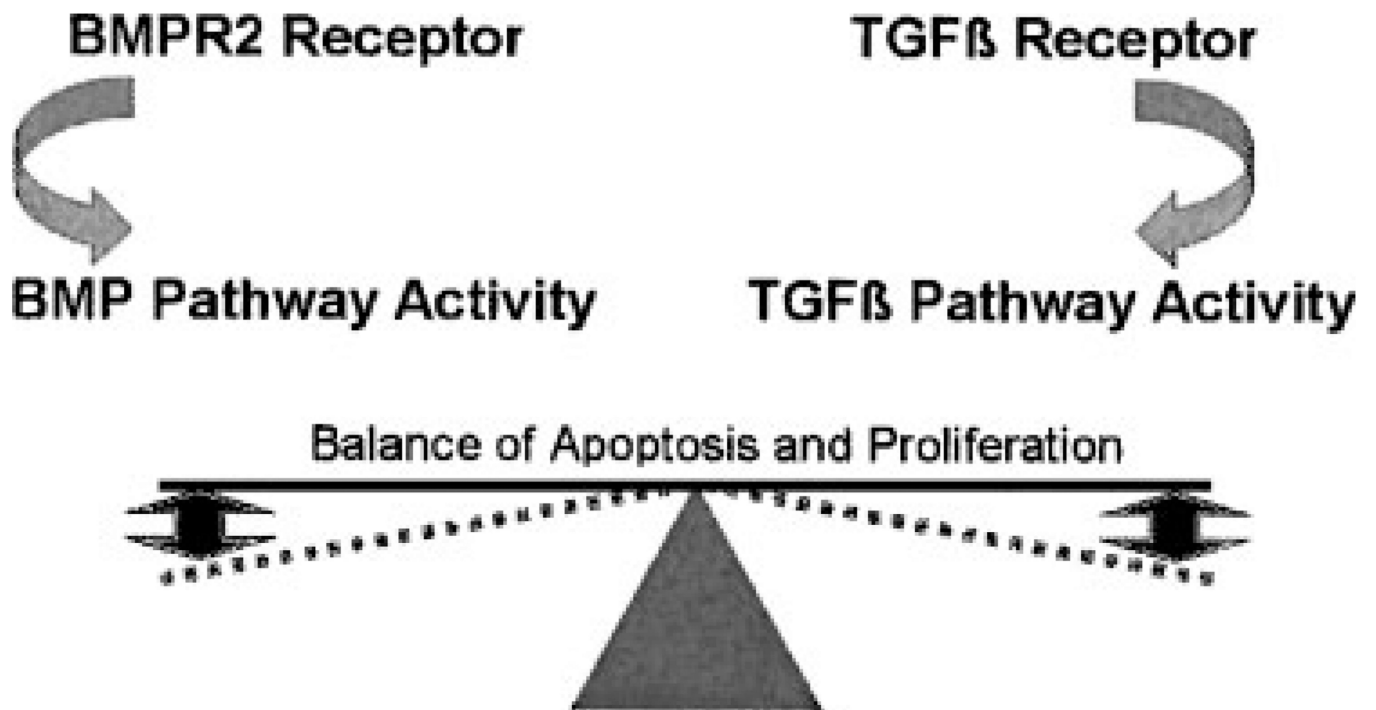 BMPR2 Receptor
TGFß Receptor
BMP Pathway Activity
TGFß Pathway Activity
Balance of Apoptosis and Proliferation